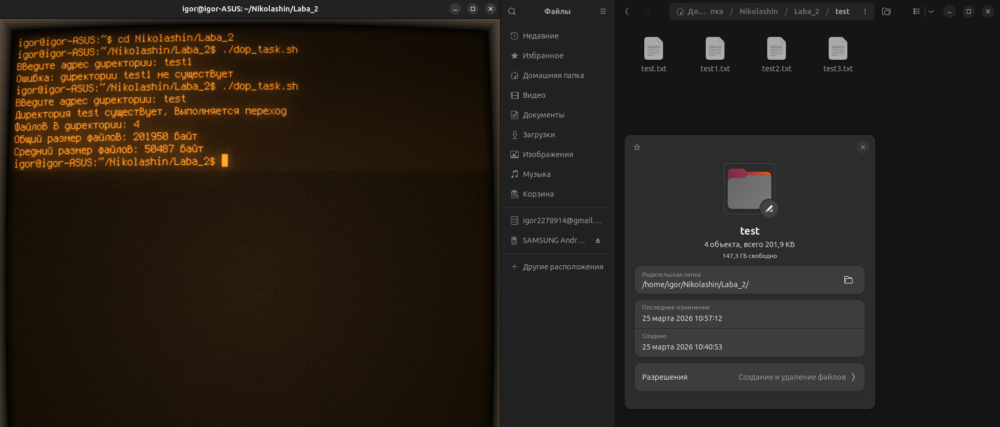 igor@igor-ASUS: ~/Nikolashin/Laba_2
igor@igor-ASUS:~$ cd Nikolashin/Laba_2
igor@igor-ASUS:~/Nikolashin/Laba_2$ ./dop_task.sh
Введите адрес директории: test1
Ошибка: директории test1 не существует
igor@igor-ASUS:~/Nikolashin/Laba_2$ ./dop_task.sh
Введите адрес директории: test
Директория test существует, Выполняется переход
Файлов в директории: 4
Общий размер файлов: 201950 байт
Средний размер файлов: 50487 байт
igor@igor-ASUS:~/Nikolashin/Laba_2$
Файлы
Недавние
Избранное
Домашняя папка
Видео
Документы
Загрузки
Изображения
Музыка
Корзина
igor2278914@gmail....
SAMSUNG Andr...
Другие расположения
До... пка / Nikolashin / Laba_2 / test
test.txt
test1.txt
test2.txt
test3.txt
test
4 объекта, всего 201,9 КБ
147,3 ГБ свободно
Родительская папка
/home/igor/Nikolashin/Laba_2/
Последнее изменение
25 марта 2026 10:57:12
Создано
25 марта 2026 10:40:53
Разрешения
Создание и удаление файлов